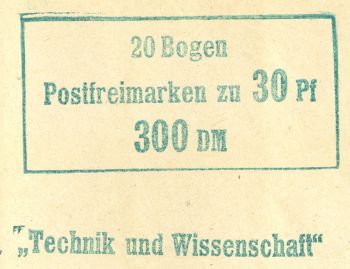 20 Bogen
Postfreimarken zu 30 Pf
300 DM
„Technik und Wissenschaft“